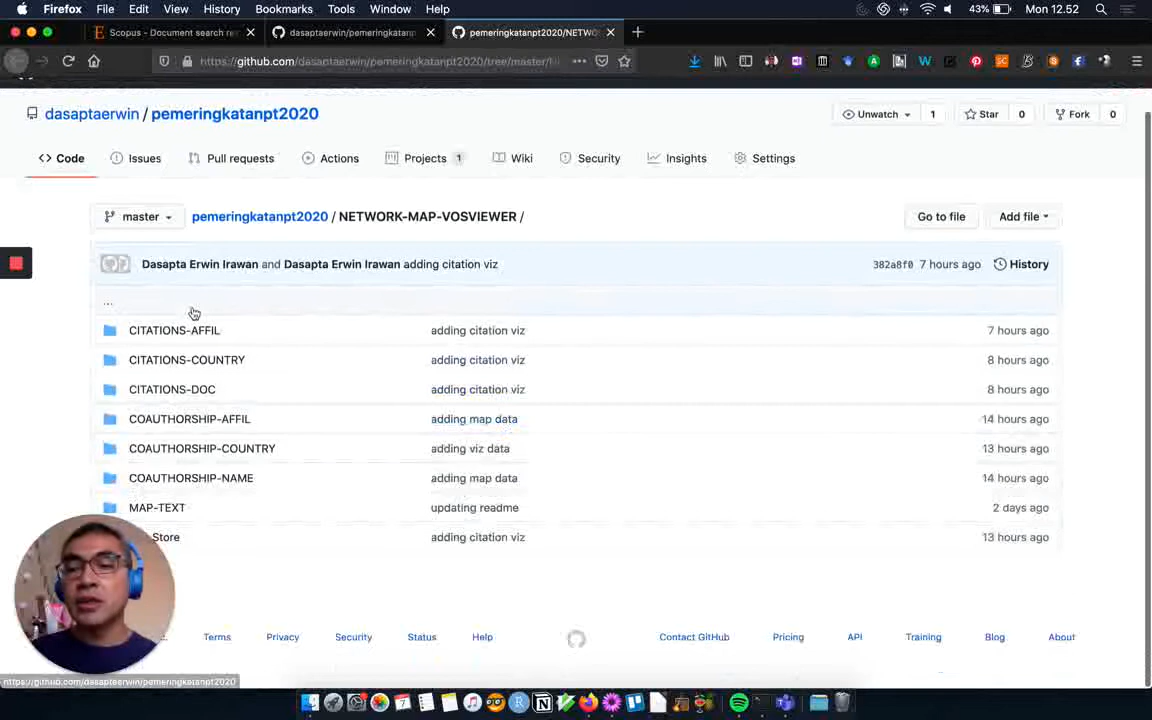 Firefox File Edit View History Bookmarks Tools Window Help 43% Mon 12.52
Scopus - Document search re
dasaptaerwin/pemeringkatanp
pemeringkatanpt2020/NETWO
https://github.com/dasaptaerwin/pemeringkatanpt2020/tree/master/
dasaptaerwin / pemeringkatanpt2020
Unwatch 1 Star 0 Fork 0
Code Issues Pull requests Actions Projects 1 Wiki Security Insights Settings
master pemeringkatanpt2020 / NETWORK-MAP-VOSVIEWER / Go to file Add file
Dasapta Erwin Irawan and Dasapta Erwin Irawan adding citation viz 382a8f0 7 hours ago History
...
CITATIONS-AFFIL adding citation viz 7 hours ago
CITATIONS-COUNTRY adding citation viz 8 hours ago
CITATIONS-DOC adding citation viz 8 hours ago
COAUTHORSHIP-AFFIL adding map data 14 hours ago
COAUTHORSHIP-COUNTRY adding viz data 13 hours ago
COAUTHORSHIP-NAME adding map data 14 hours ago
MAP-TEXT updating readme 2 days ago
Store adding citation viz 13 hours ago
Terms Privacy Security Status Help Contact GitHub Pricing API Training Blog About
https://github.com/dasaptaerwin/pemeringkatanpt2020